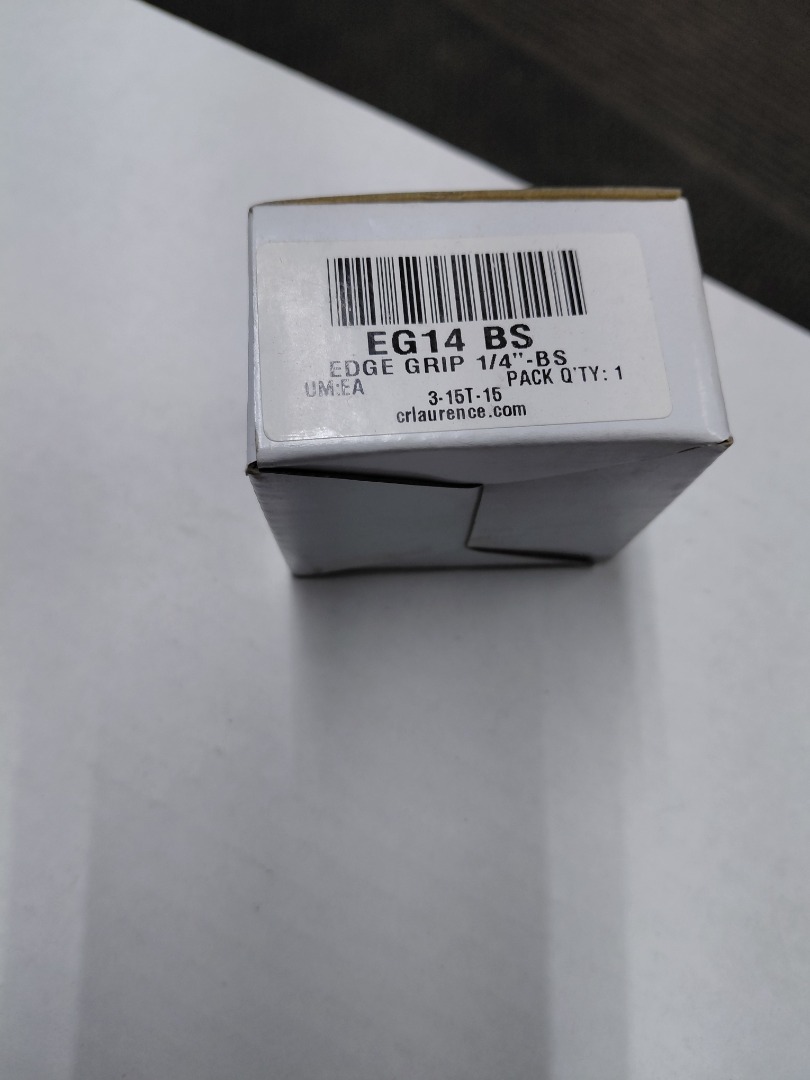 EG14 BS
EDGE GRIP 1/4"-BS
UM:EA PACK Q'TY: 1
3-15T-15
crlaurence.com